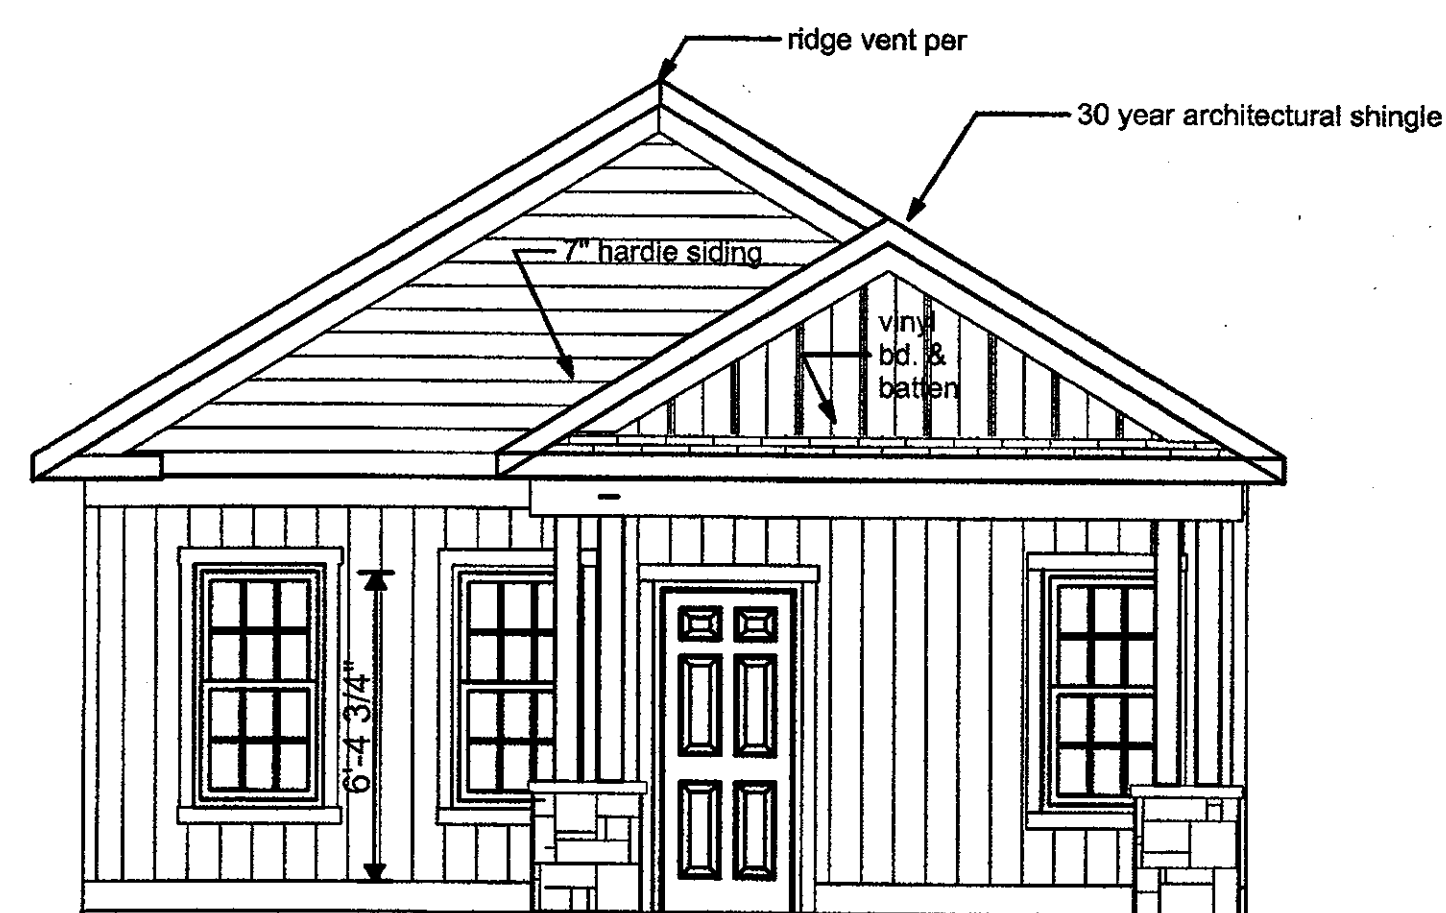 ridge vent per
30 year architectural shingle
7" hardie siding
vinyl
bd. &
batten
6'-4 3/4"